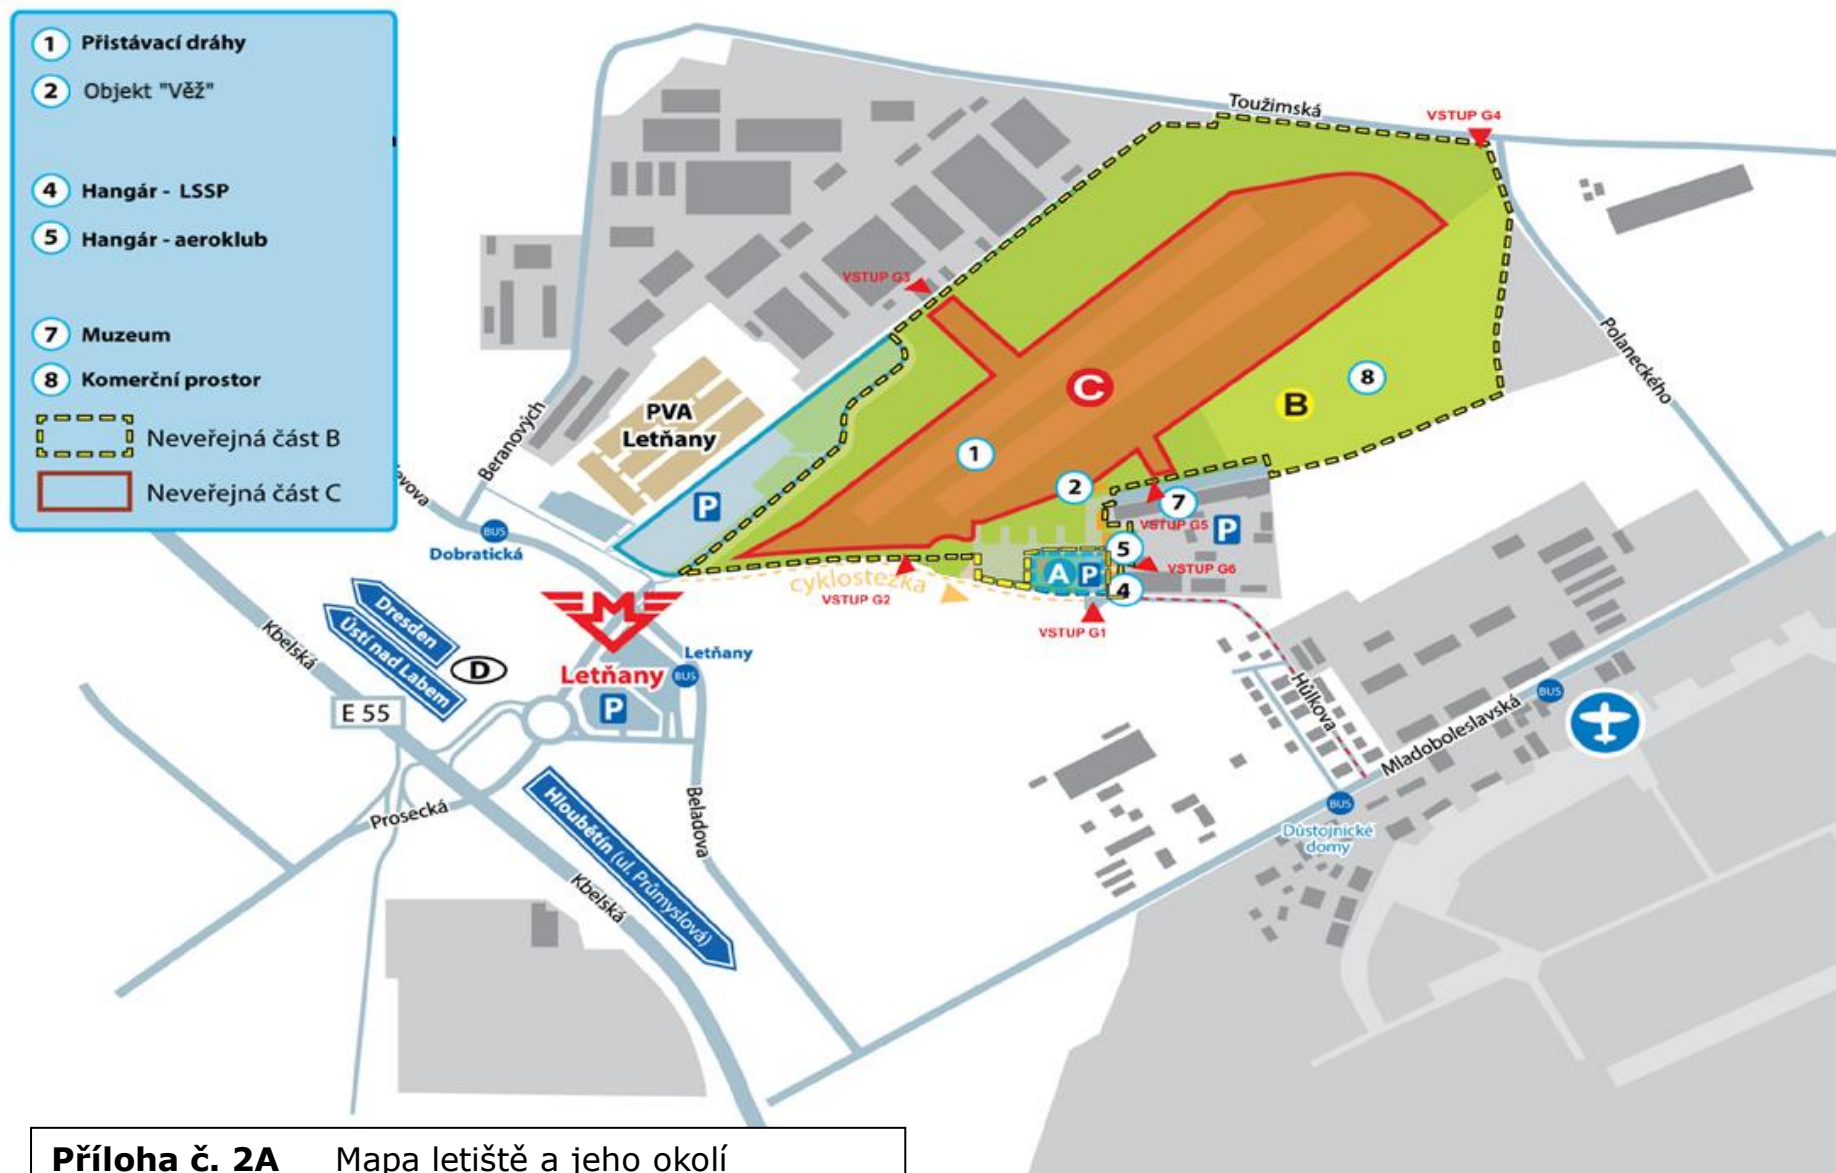 1 Přistávací dráhy
2 Objekt "Věž"
4 Hangár - LSSP
5 Hangár - aeroklub
7 Muzeum
8 Komerční prostor
Neveřejná část B
Neveřejná část C
Toužimská
VSTUP G4
VSTUP G3
Polaneckého
C
8
B
PVA
Letňany
Beranových
1
2
P
7
VSTUP G5
P
BUS
Dobratická
5
VSTUP G6
A P
4
cyklostezka
VSTUP G2
VSTUP G1
Dresden
Ústí nad Labem
D
Kbelská
E 55
M
Letňany
Letňany
BUS
P
Hůlkova
Mladoboleslavská
BUS
BUS
Důstojnické
domy
Prosecká
Beladova
Hloubětín (ul. Průmyslová)
Kbelská
Příloha č. 2A Mapa letiště a jeho okolí